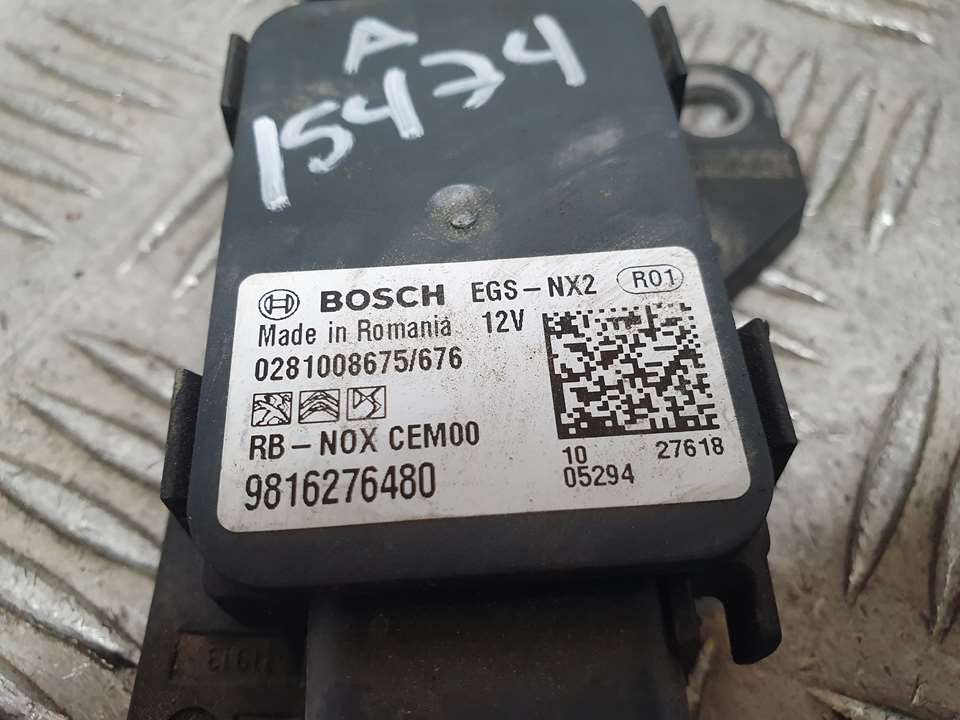 A
15474
BOSCH EGS-NX2 R01
Made in Romania 12V
0281008675/676
RB-NOX CEM00
9816276480
10 27618
05294